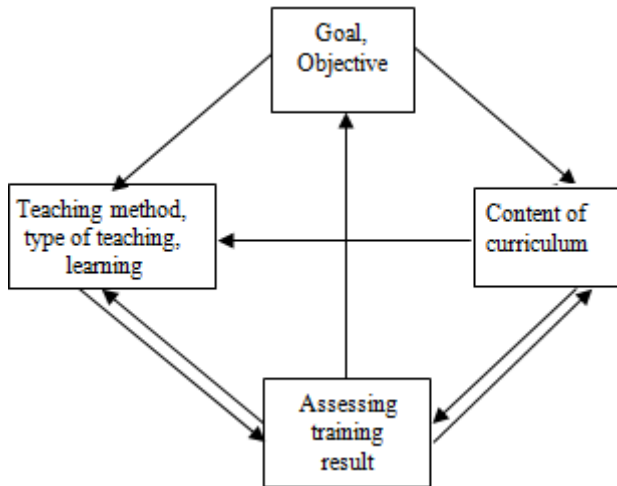 Goal,
Objective
Teaching method,
type of teaching,
learning
Content of
curriculum
Assessing
training
result